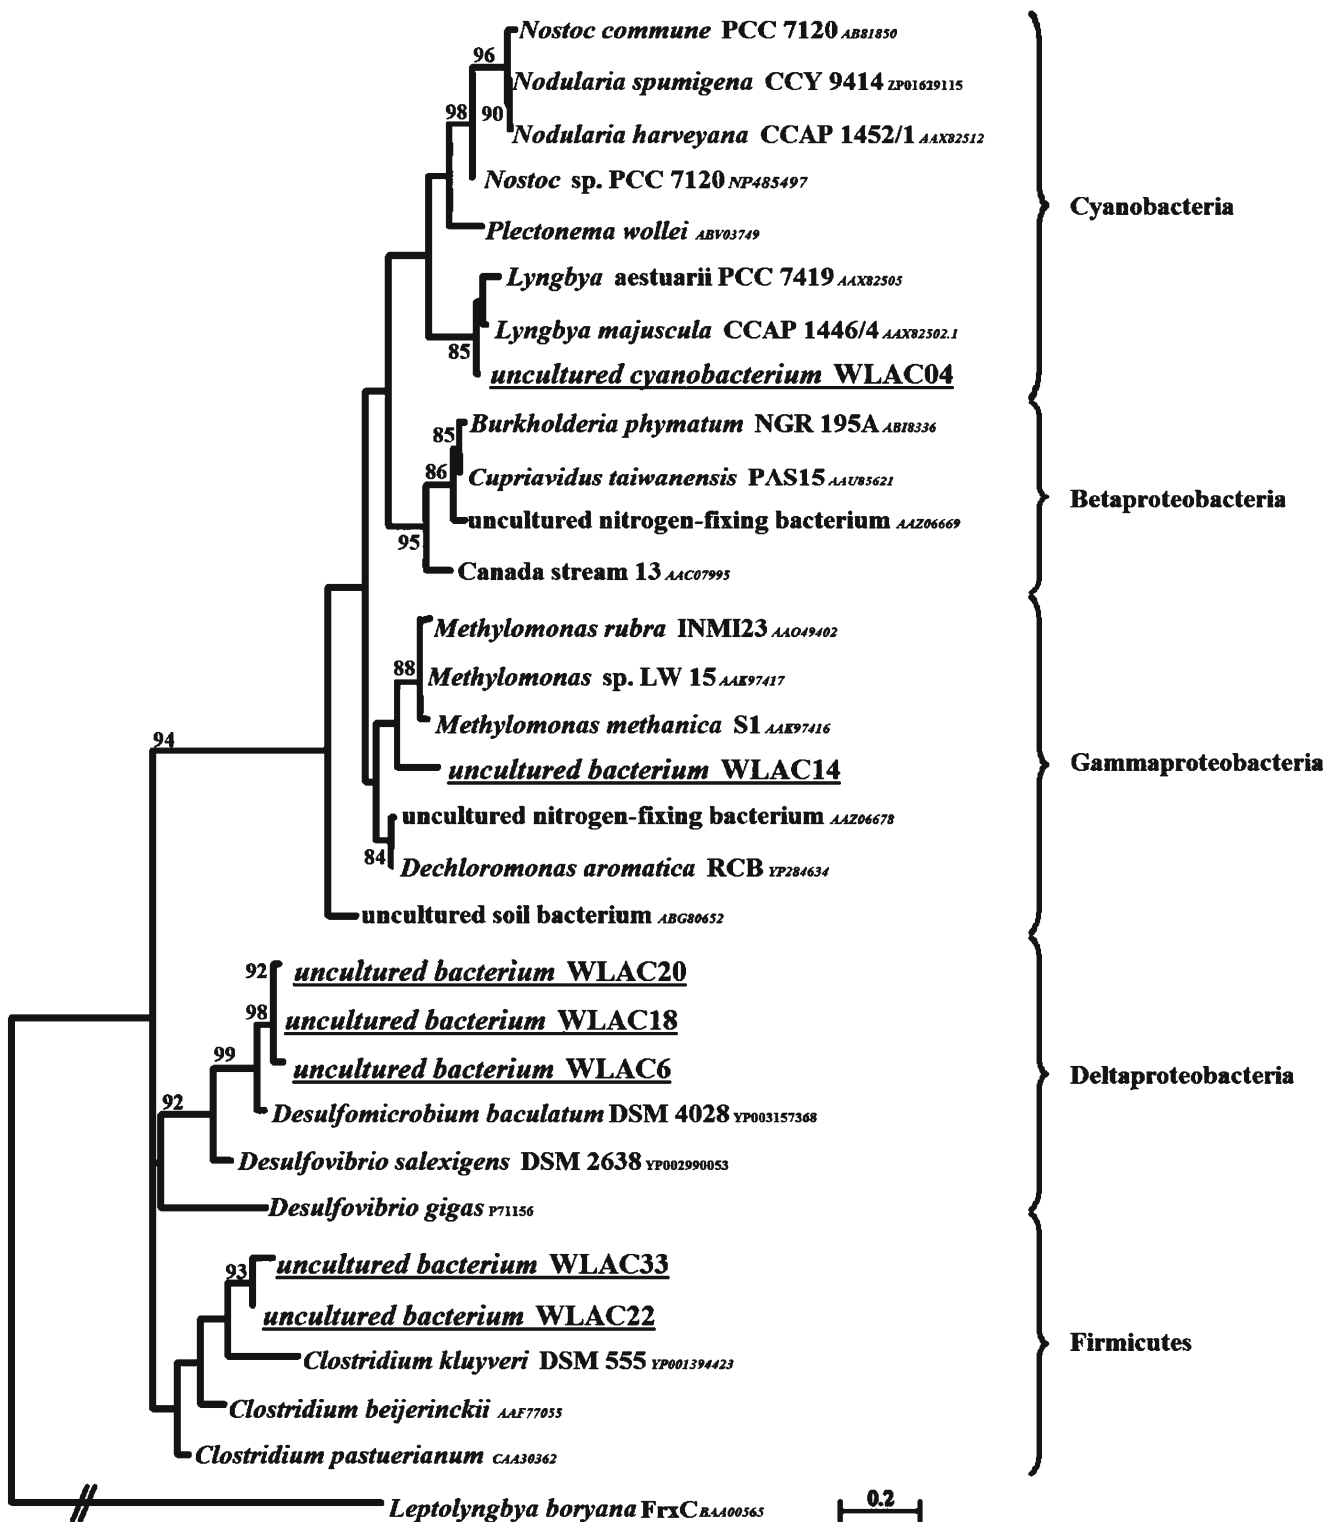 Nostoc commune PCC 7120 AB81850
96
Nodularia spumigena CCY 9414 ZP01629115
98
90
Nodularia harveyana CCAP 1452/1 AAX82512
Nostoc sp. PCC 7120 NP485497
Cyanobacteria
Plectonema wollei ABV03749
Lyngbya aestuarii PCC 7419 AAX82505
Lyngbya majuscula CCAP 1446/4 AAX82502.1
85
uncultured cyanobacterium WLAC04
Burkholderia phymatum NGR 195A ABI8336
85
86
Cupriavidus taiwanensis PAS15 AAU85621
Betaproteobacteria
uncultured nitrogen-fixing bacterium AAZ06669
95
Canada stream 13 AAC07995
Methylomonas rubra INMI23 AAO49402
88
Methylomonas sp. LW 15 AAK97417
Methylomonas methanica S1 AAK97416
94
Gammaproteobacteria
uncultured bacterium WLAC14
uncultured nitrogen-fixing bacterium AAZ06678
84
Dechloromonas aromatica RCB YP284634
uncultured soil bacterium ABG80652
92
uncultured bacterium WLAC20
98
uncultured bacterium WLAC18
99
uncultured bacterium WLAC6
Deltaproteobacteria
92
Desulfomicrobium baculatum DSM 4028 YP003157368
Desulfovibrio salexigens DSM 2638 YP002990053
Desulfovibrio gigas P71156
93
uncultured bacterium WLAC33
uncultured bacterium WLAC22
Firmicutes
Clostridium kluyveri DSM 555 YP001394423
Clostridium beijerinckii AAF77055
Clostridium pastuerianum CAA30362
Leptolyngbya boryana FrxC BAA00565
0.2